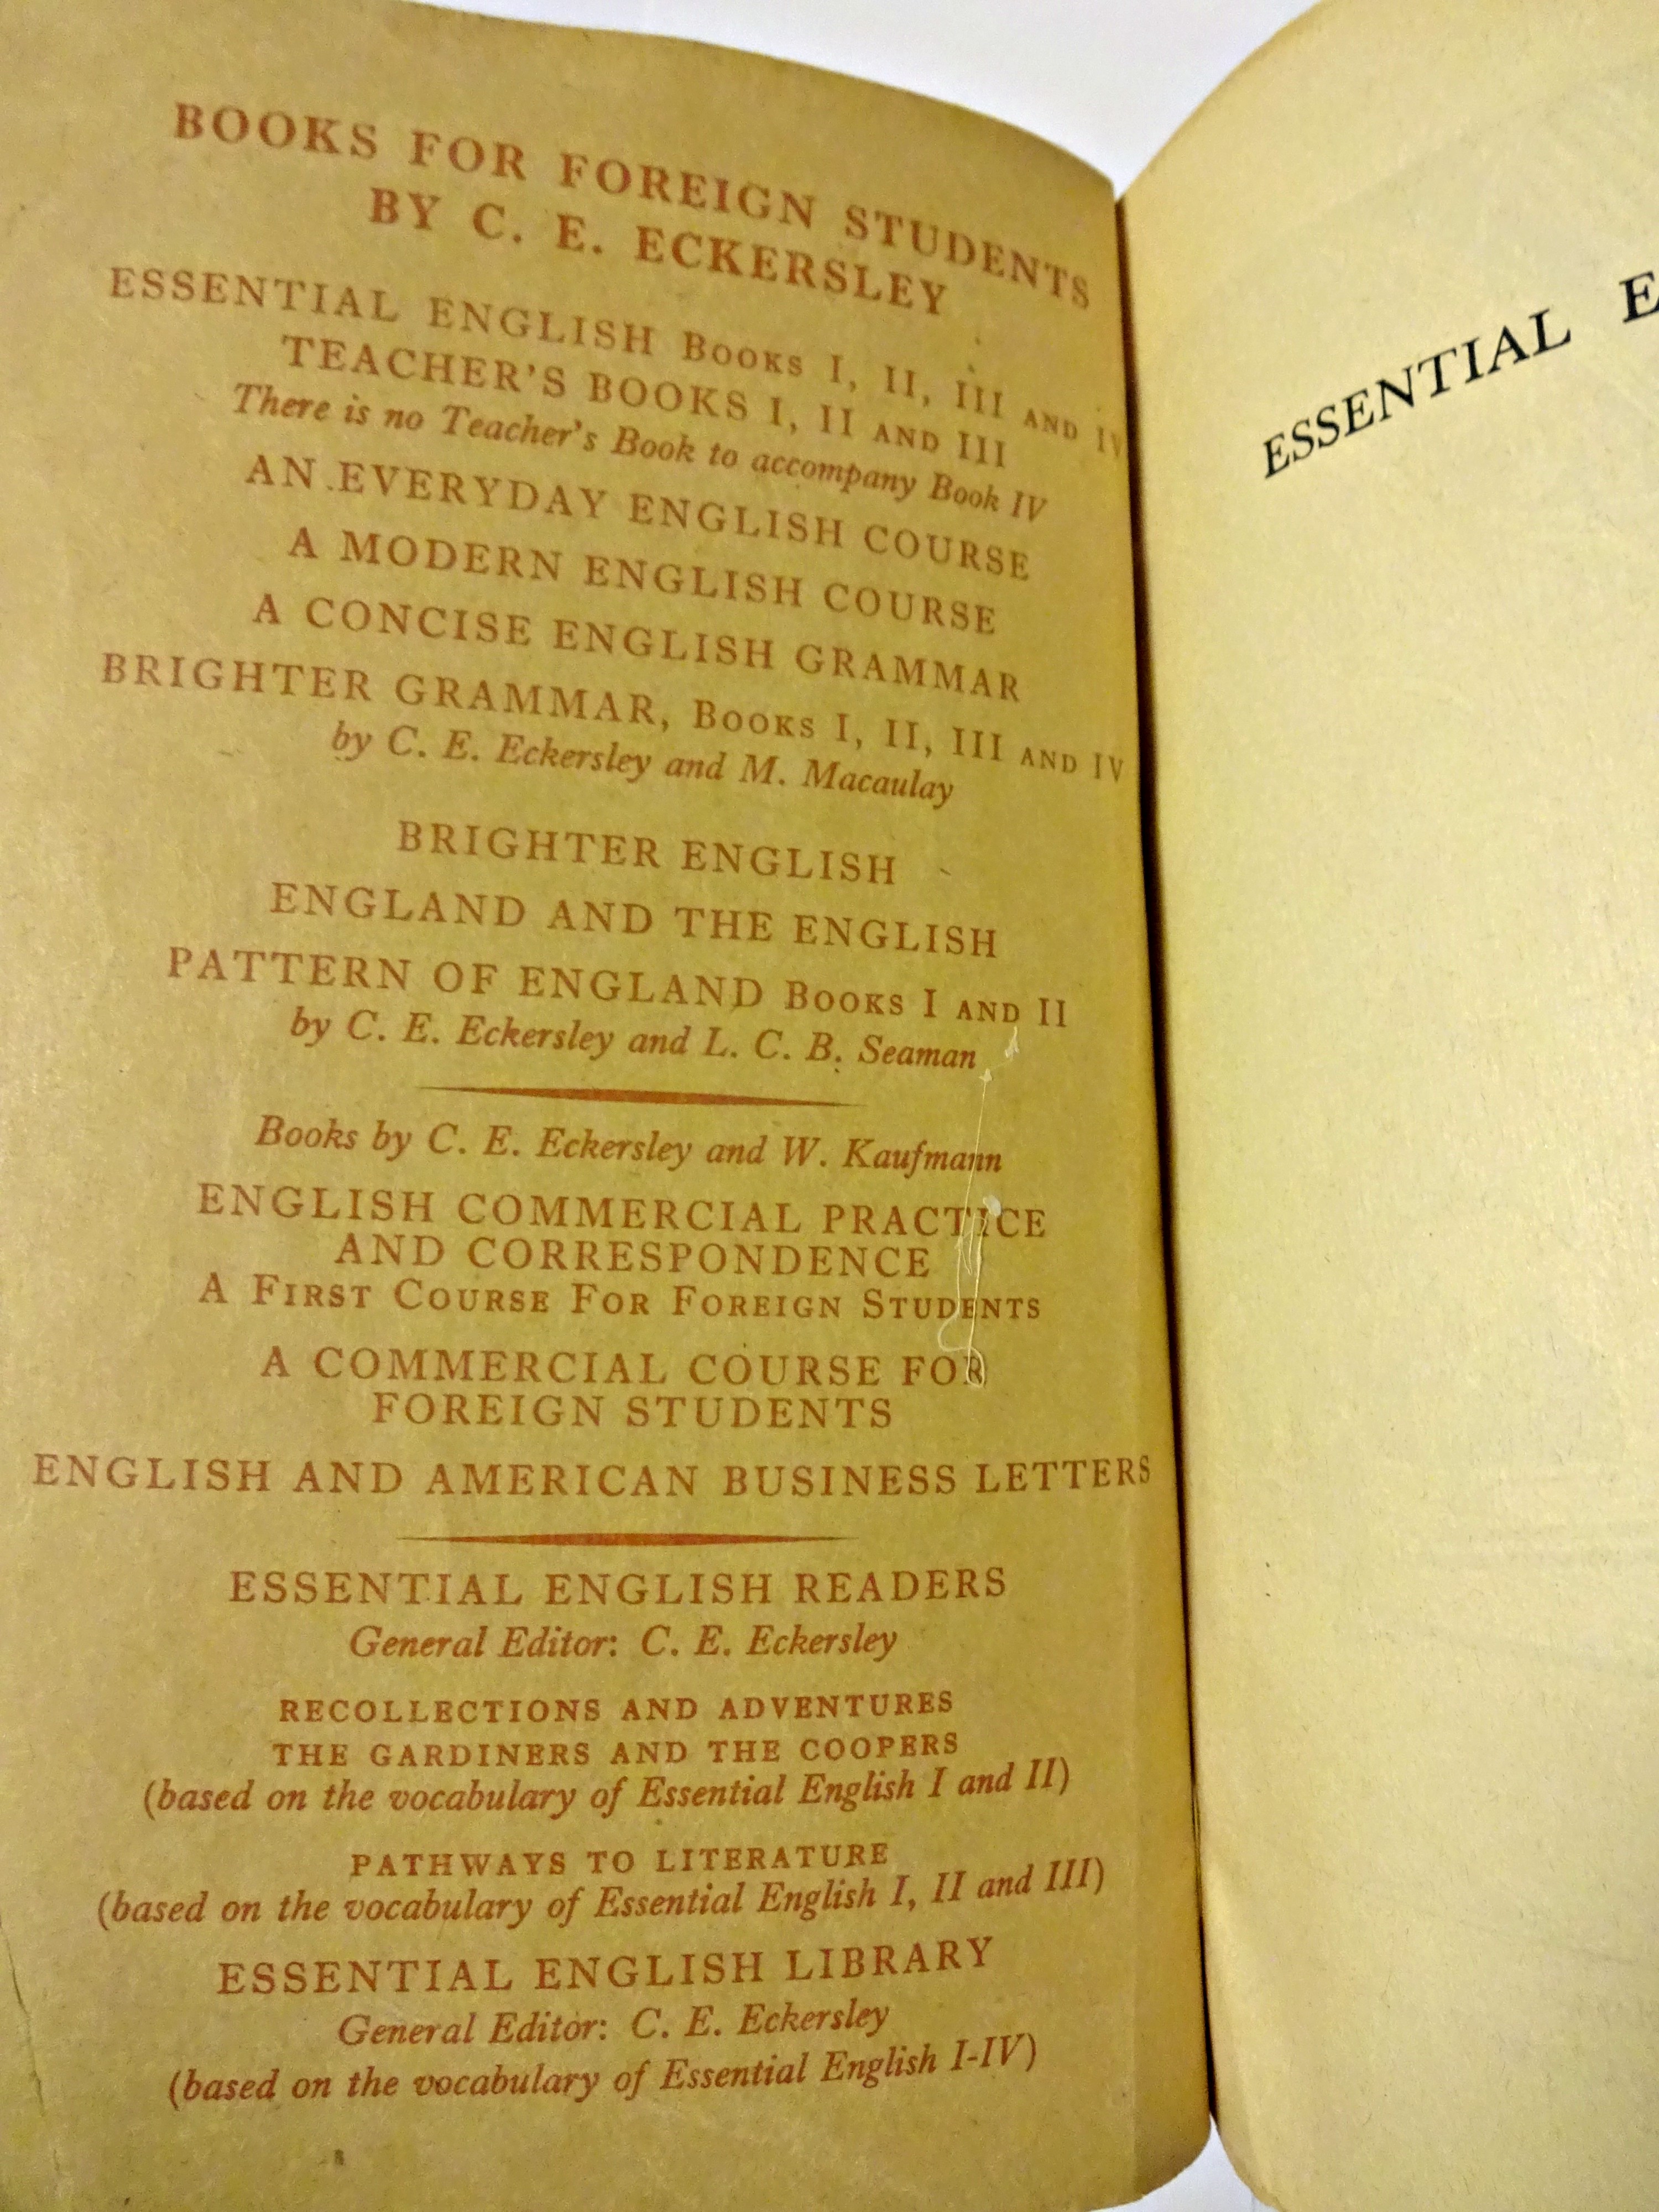 BOOKS FOR FOREIGN STUDENTS
BY C. E. ECKERSLEY
ESSENTIAL ENGLISH BOOKS I, II, III AND IV
TEACHER'S BOOKS I, II AND III
There is no Teacher's Book to accompany Book IV
AN EVERYDAY ENGLISH COURSE
A MODERN ENGLISH COURSE
A CONCISE ENGLISH GRAMMAR
BRIGHTER GRAMMAR, BOOKS I, II, III AND IV
by C. E. Eckersley and M. Macaulay
BRIGHTER ENGLISH
ENGLAND AND THE ENGLISH
PATTERN OF ENGLAND BOOKS I AND II
by C. E. Eckersley and L. C. B. Seaman
Books by C. E. Eckersley and W. Kaufmann
ENGLISH COMMERCIAL PRACTICE
AND CORRESPONDENCE
A FIRST COURSE FOR FOREIGN STUDENTS
A COMMERCIAL COURSE FOR
FOREIGN STUDENTS
ENGLISH AND AMERICAN BUSINESS LETTERS
ESSENTIAL ENGLISH READERS
General Editor: C. E. Eckersley
RECOLLECTIONS AND ADVENTURES
THE GARDINERS AND THE COOPERS
(based on the vocabulary of Essential English I and II)
PATHWAYS TO LITERATURE
(based on the vocabulary of Essential English I, II and III)
ESSENTIAL ENGLISH LIBRARY
General Editor: C. E. Eckersley
(based on the vocabulary of Essential English I-IV)
ESSENTIAL E